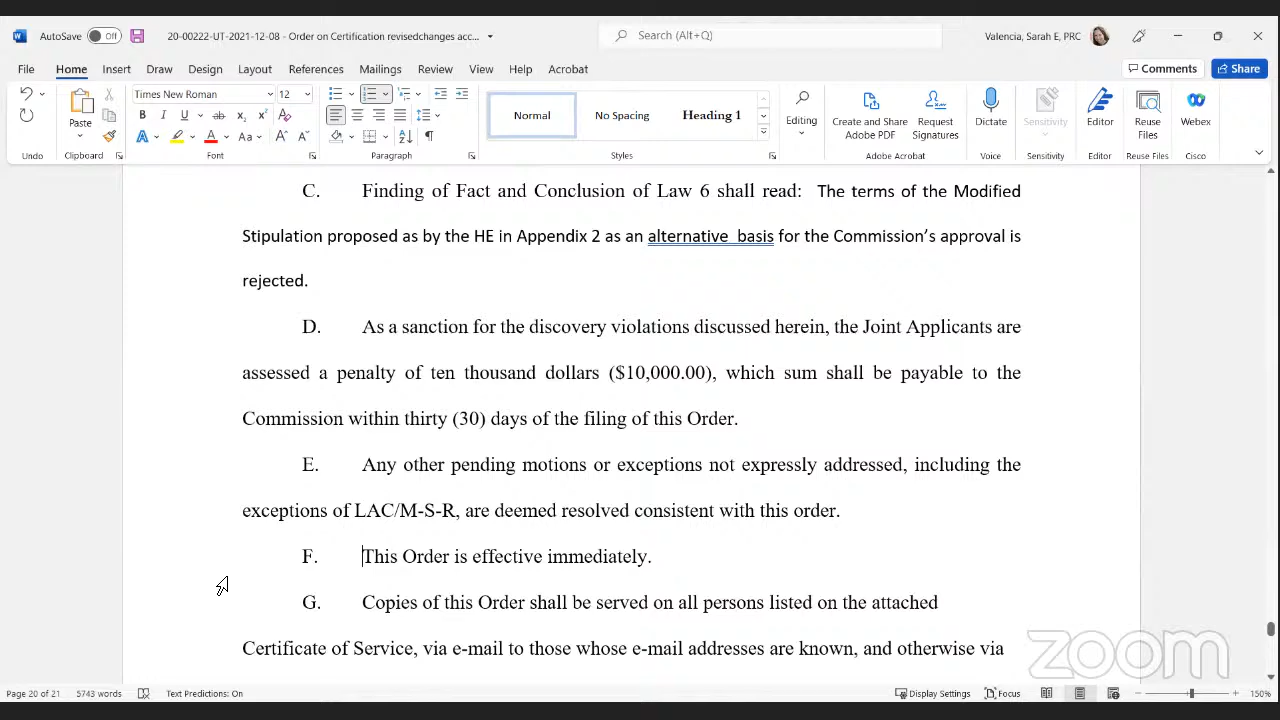 AutoSave Off 20-00222-UT-2021-12-08 - Order on Certification revisedchanges acc... Search (Alt+Q) Valencia, Sarah E, PRC
File Home Insert Draw Design Layout References Mailings Review View Help Acrobat Comments Share
Times New Roman 12
Paste Normal No Spacing Heading 1 Editing Create and Share Adobe PDF Request Signatures Dictate Sensitivity Editor Reuse Files Webex
Undo Clipboard Font Paragraph Styles Adobe Acrobat Voice Sensitivity Editor Reuse Files Cisco
C. Finding of Fact and Conclusion of Law 6 shall read: The terms of the Modified
Stipulation proposed as by the HE in Appendix 2 as an alternative basis for the Commission's approval is
rejected.
D. As a sanction for the discovery violations discussed herein, the Joint Applicants are
assessed a penalty of ten thousand dollars ($10,000.00), which sum shall be payable to the
Commission within thirty (30) days of the filing of this Order.
E. Any other pending motions or exceptions not expressly addressed, including the
exceptions of LAC/M-S-R, are deemed resolved consistent with this order.
F. This Order is effective immediately.
G. Copies of this Order shall be served on all persons listed on the attached
Certificate of Service, via e-mail to those whose e-mail addresses are known, and otherwise via
zoom
Page 20 of 21 5743 words Text Predictions: On Display Settings Focus 150%